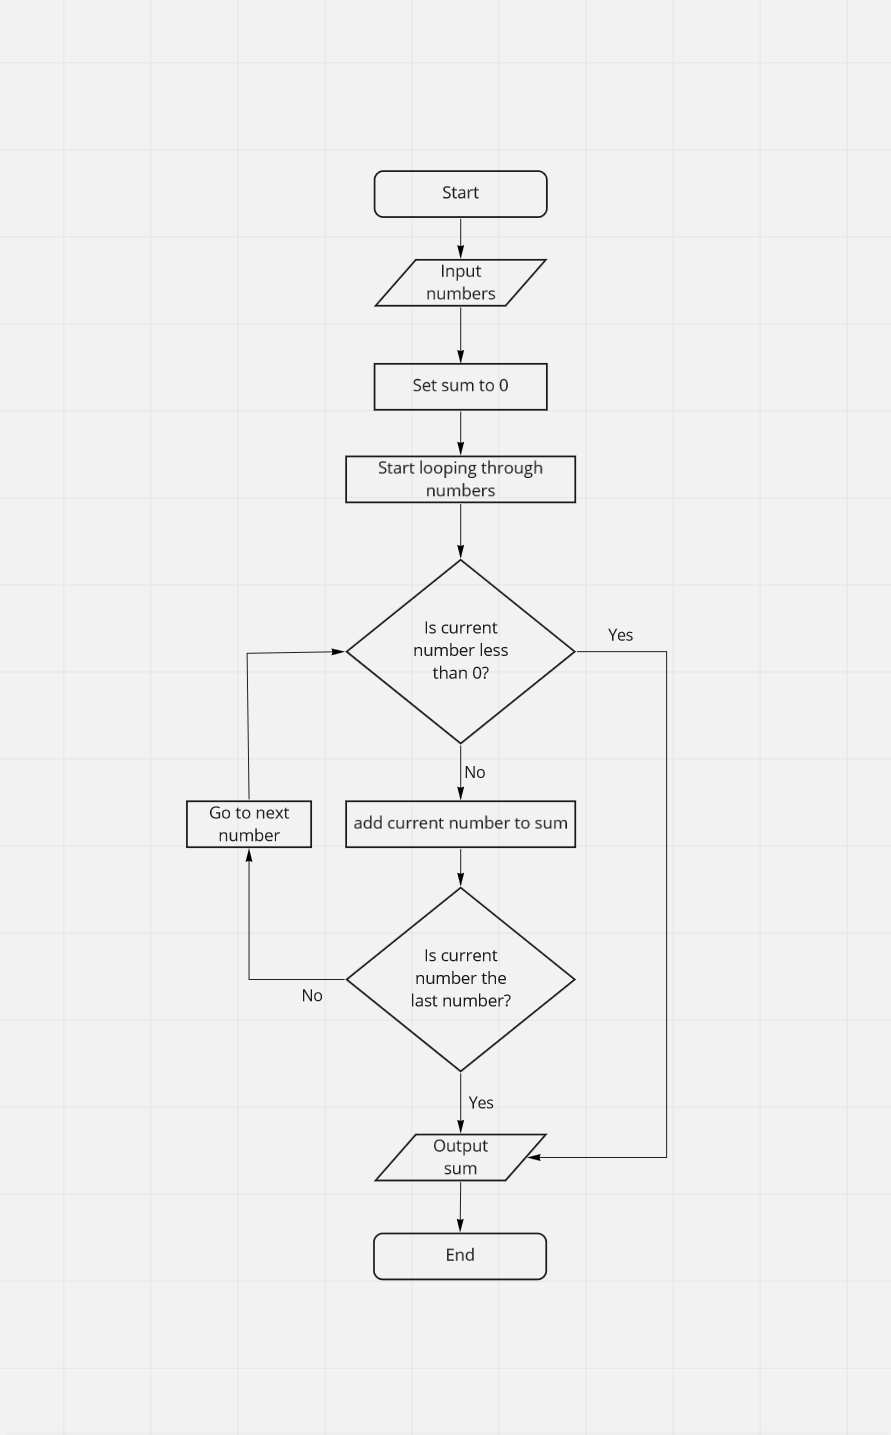 Start
Input
numbers
Set sum to 0
Start looping through
numbers
Is current
number less
than 0?
Yes
No
Go to next
number
add current number to sum
Is current
number the
last number?
No
Yes
Output
sum
End